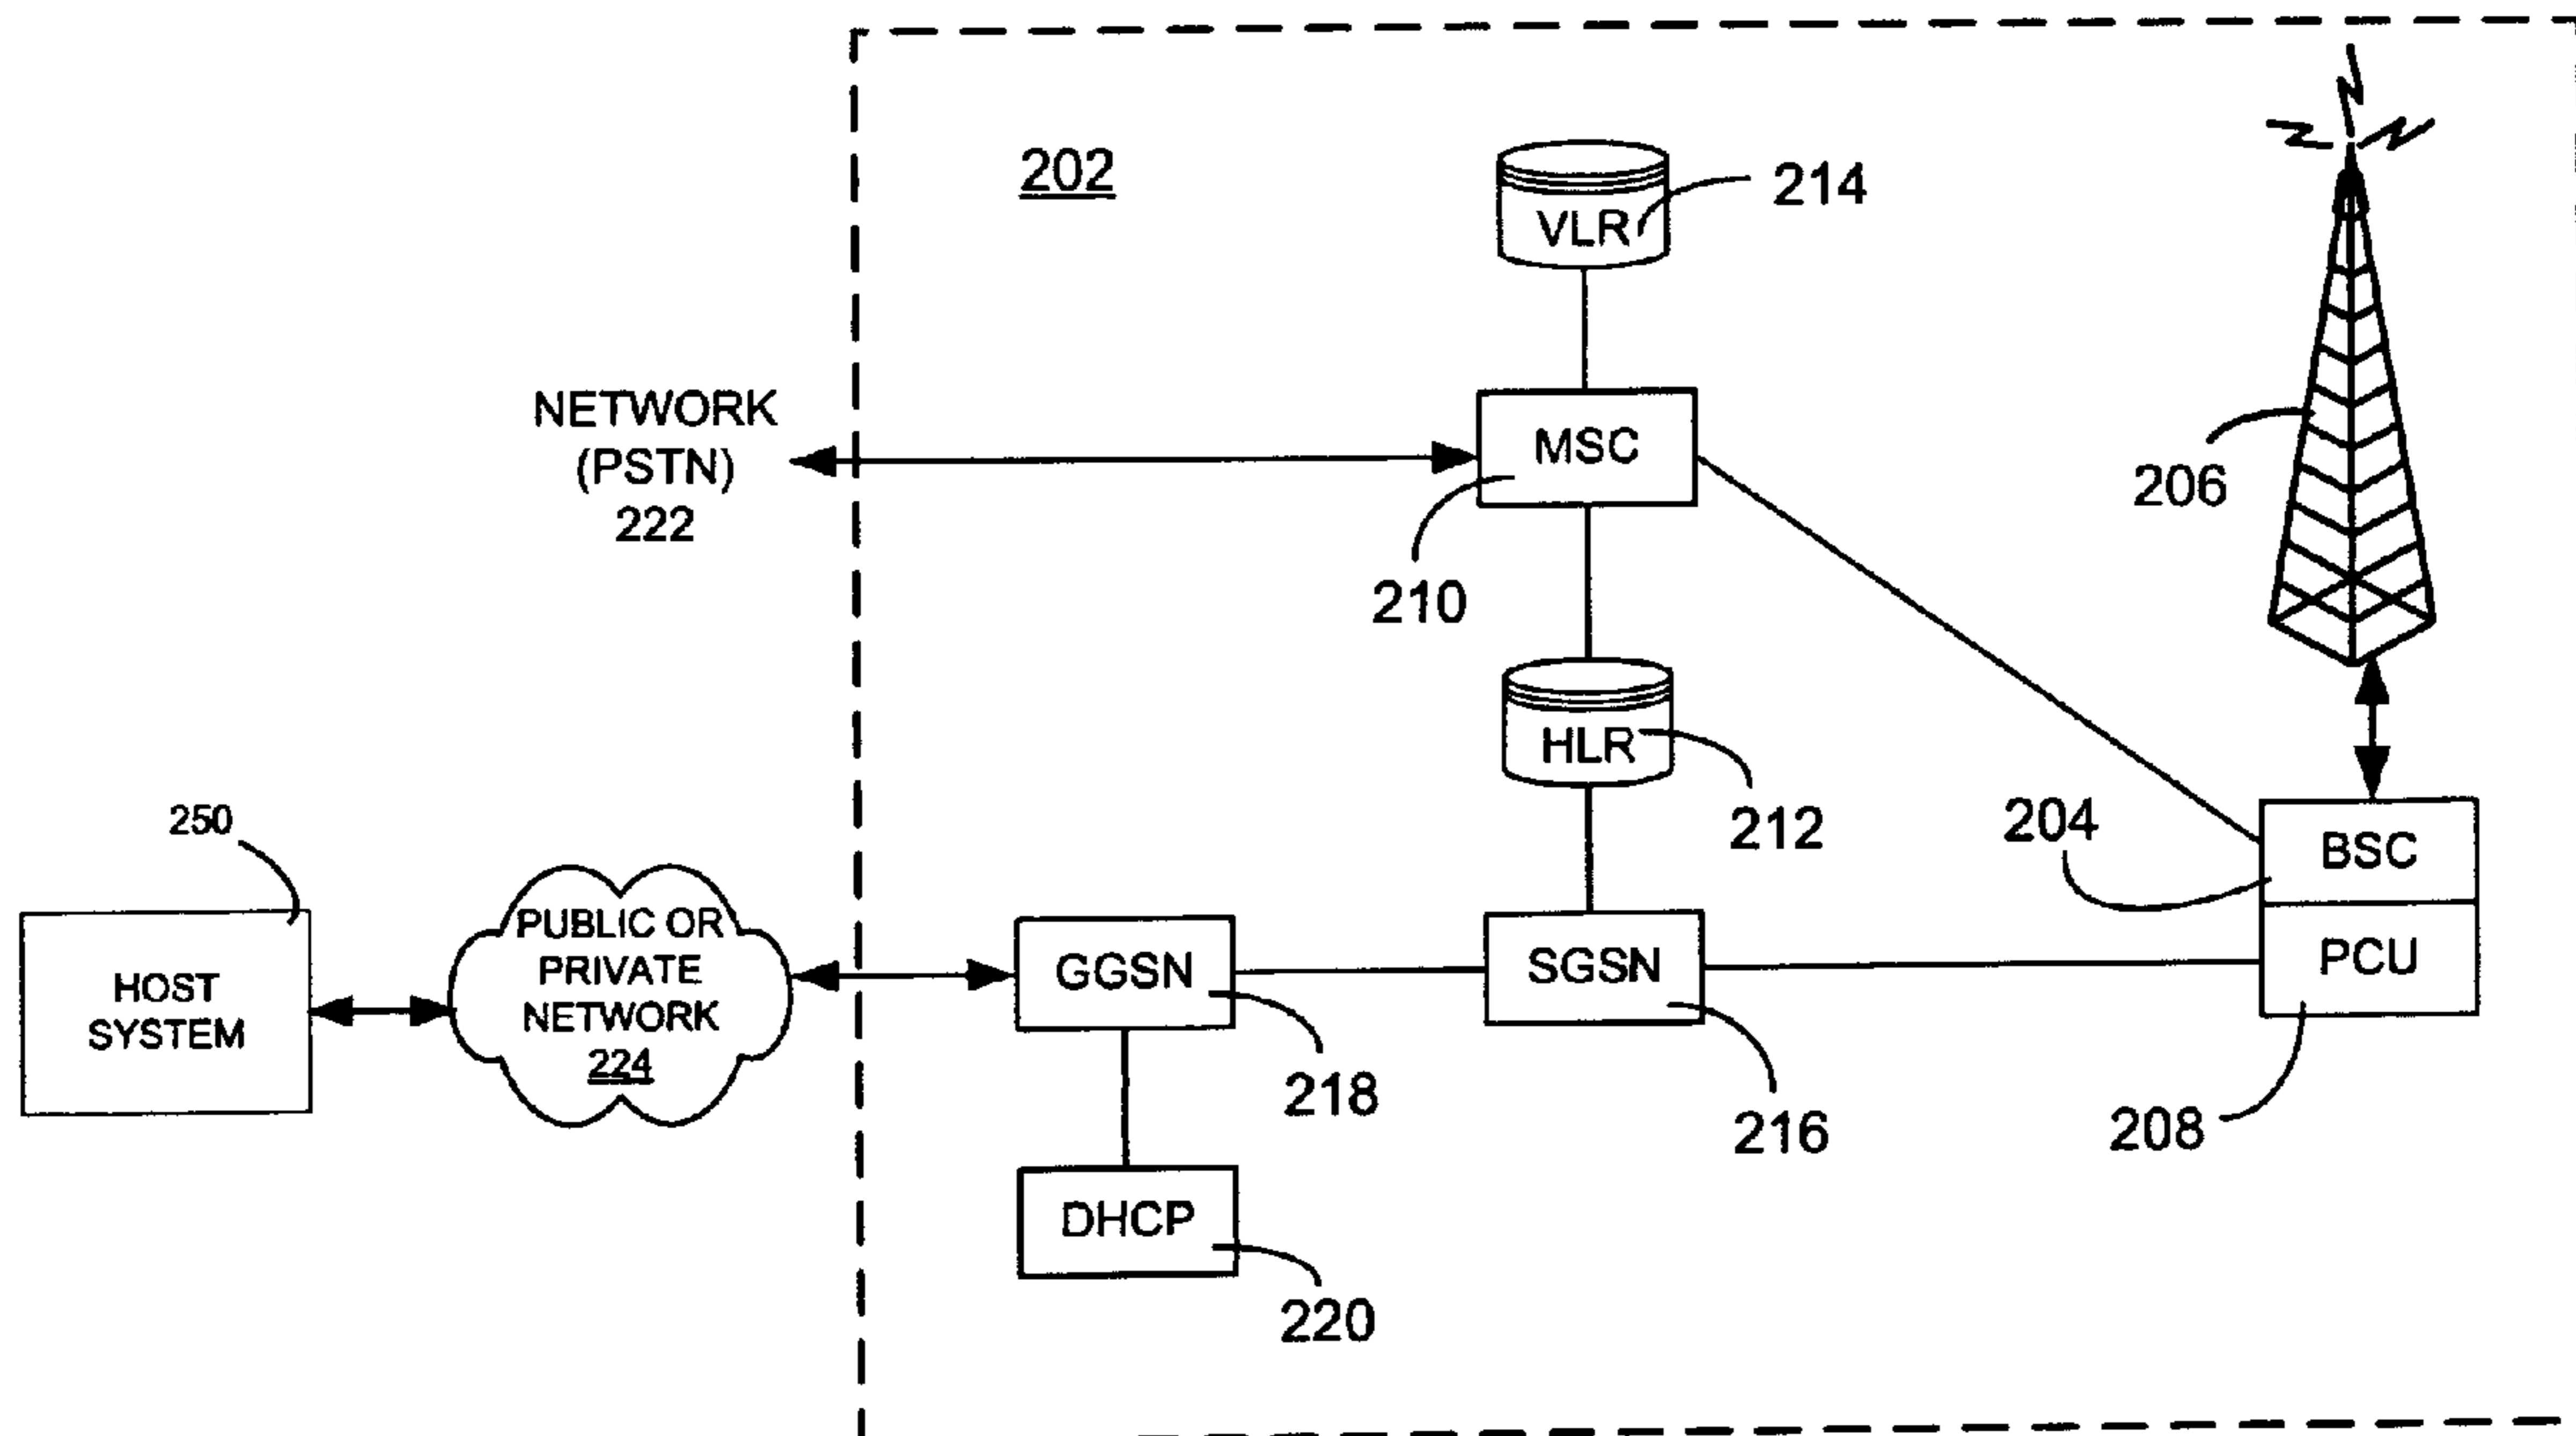 202
VLR
214
NETWORK
(PSTN)
222
MSC
210
206
HLR
212
250
HOST
SYSTEM
PUBLIC OR
PRIVATE
NETWORK
224
GGSN
218
SGSN
216
204
BSC
PCU
208
DHCP
220